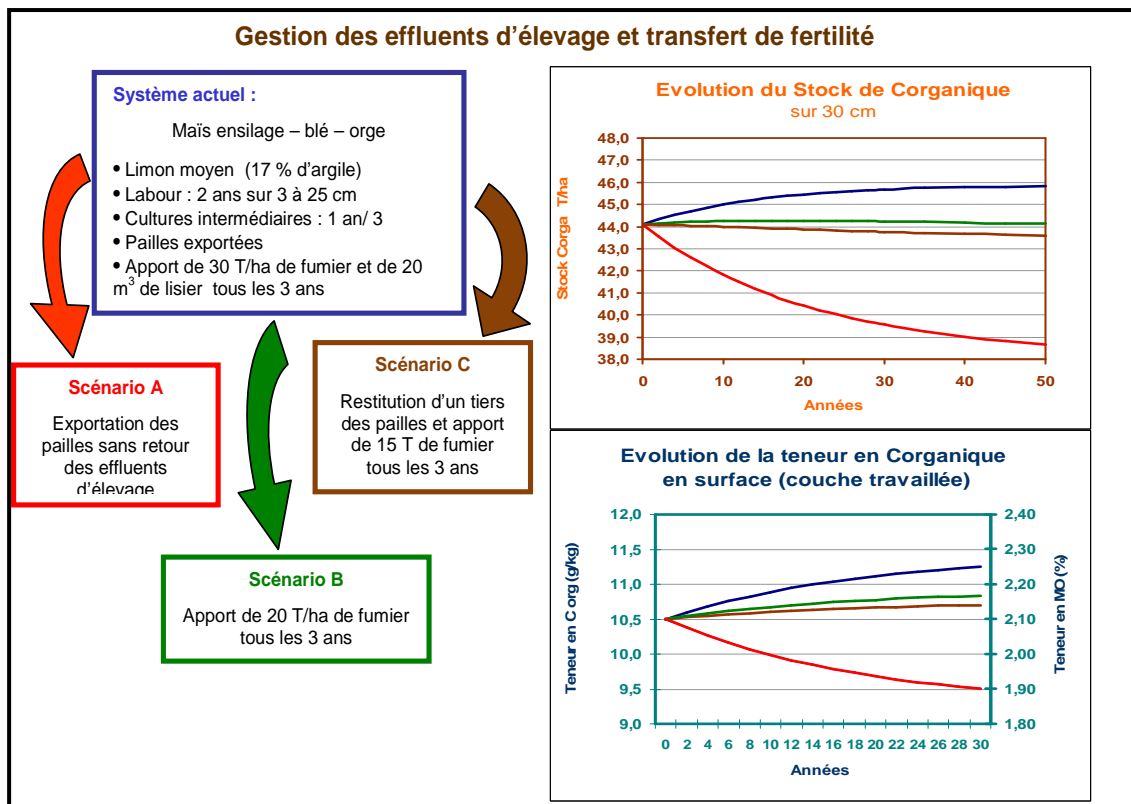 Gestion des effluents d'élevage et transfert de fertilité
Système actuel :
Maïs ensilage – blé – orge
• Limon moyen (17 % d'argile)
• Labour : 2 ans sur 3 à 25 cm
• Cultures intermédiaires : 1 an/ 3
• Pailles exportées
• Apport de 30 T/ha de fumier et de 20
m³ de lisier tous les 3 ans
Scénario A
Exportation des
pailles sans retour
des effluents
d'élevage
Scénario C
Restitution d'un tiers
des pailles et apport
de 15 T de fumier
tous les 3 ans
Scénario B
Apport de 20 T/ha de fumier
tous les 3 ans
Evolution du Stock de Corganique
sur 30 cm
Stock Corga T/ha
48,0
47,0
46,0
45,0
44,0
43,0
42,0
41,0
40,0
39,0
38,0
0 10 20 30 40 50
Années
Evolution de la teneur en Corganique
en surface (couche travaillée)
Teneur en C org (g/kg)
12,0
11,5
11,0
10,5
10,0
9,5
9,0
2,40
2,30
2,20
2,10
2,00
1,90
1,80
Teneur en MO (%)
0 2 4 6 8 10 12 14 16 18 20 22 24 26 28 30
Années